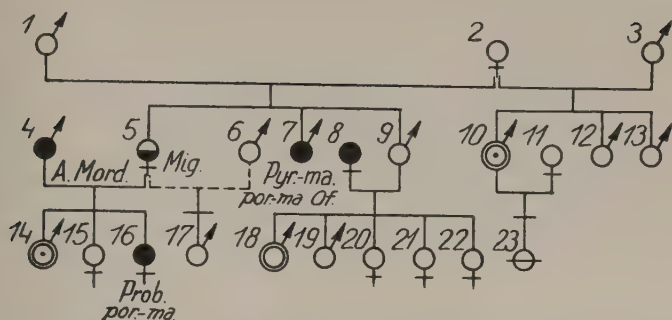 1 2 3
4 5 6 7 8 9 10 11 12 13
A. Mord. Mig. Pyr.-ma.
por-ma Of.
14 15 16 17 18 19 20 21 22 23
Prob.
por.-ma.